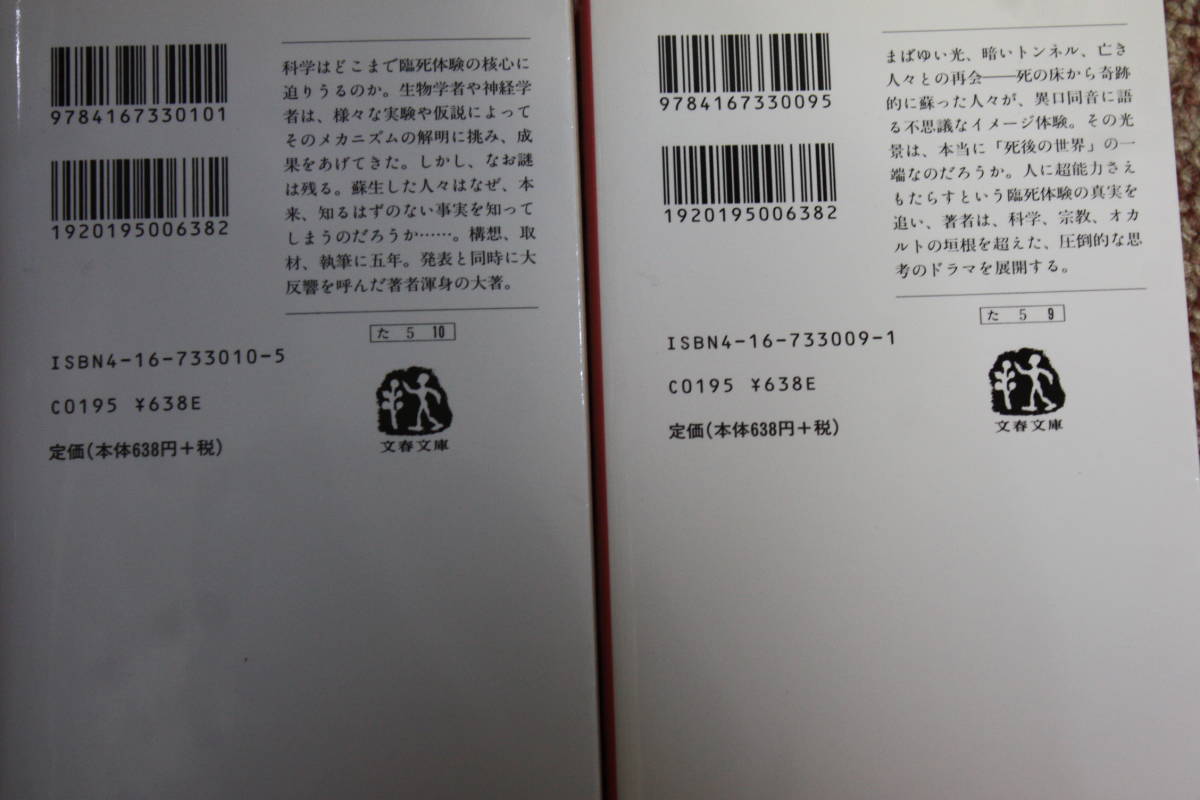 9784167330101
1920195006382
科学はどこまで臨死体験の核心に
迫りうるのか。生物学者や神経学
者は、様々な実験や仮説によって
そのメカニズムの解明に挑み、成
果をあげてきた。しかし、なお謎
は残る。蘇生した人々はなぜ、本
来、知るはずのない事実を知って
しまうのだろうか……。構想、取
材、執筆に五年。発表と同時に大
反響を呼んだ著者渾身の大著。
た 5 10
ISBN4-16-733010-5
C0195 ¥638E
定価(本体638円+税)
文春文庫
9784167330095
1920195006382
まばゆい光、暗いトンネル、亡き
人々との再会——死の床から奇跡
的に蘇った人々が、異口同音に語
る不思議なイメージ体験。その光
景は、本当に「死後の世界」の一
端なのだろうか。人に超能力さえ
もたらすという臨死体験の真実を
追い、著者は、科学、宗教、オカ
ルトの垣根を超えた、圧倒的な思
考のドラマを展開する。
た 5 9
ISBN4-16-733009-1
C0195 ¥638E
定価(本体638円+税)
文春文庫